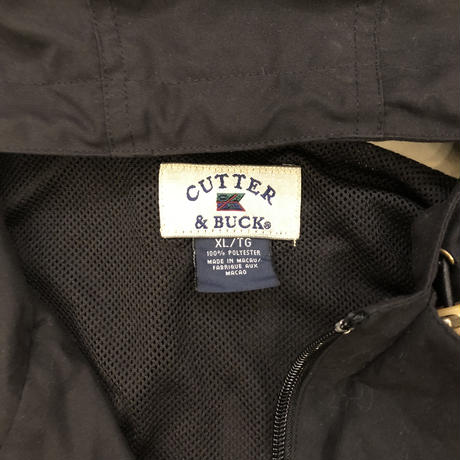 CUTTER
& BUCK®
XL/TG
100% POLYESTER
MADE IN MACAU/
FABRIQUE AUX
MACAO